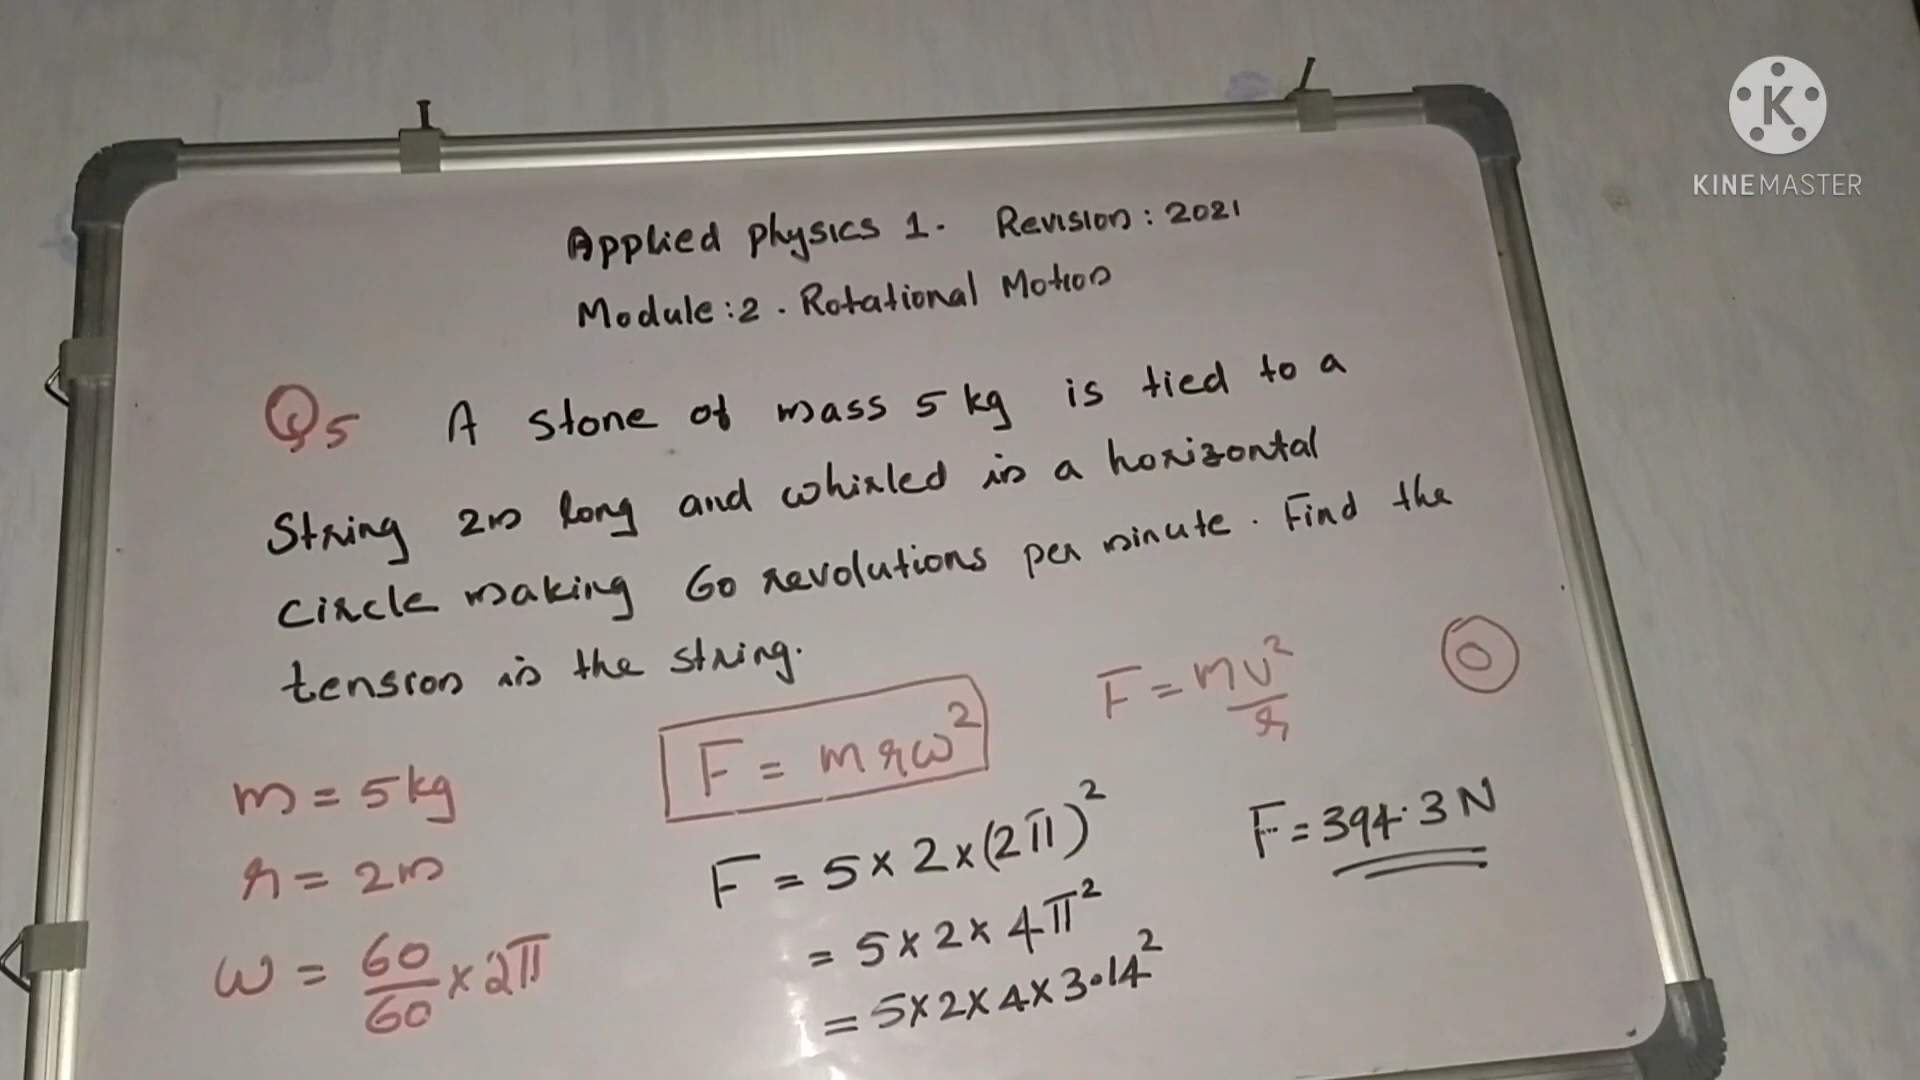 KINEMASTER
Applied physics 1. Revision: 2021
Module:2. Rotational Motion
Q5 A stone of mass 5 kg is tied to a
String 2m long and whirled in a horizontal
circle making 60 revolutions per minute. Find the
tension in the string.
F = mv²/r
F = mrω²
m = 5kg
r = 2m
ω = 60/60 × 2π
F = 5 × 2 × (2π)²
= 5 × 2 × 4π²
= 5 × 2 × 4 × 3.14²
F = 394.3 N